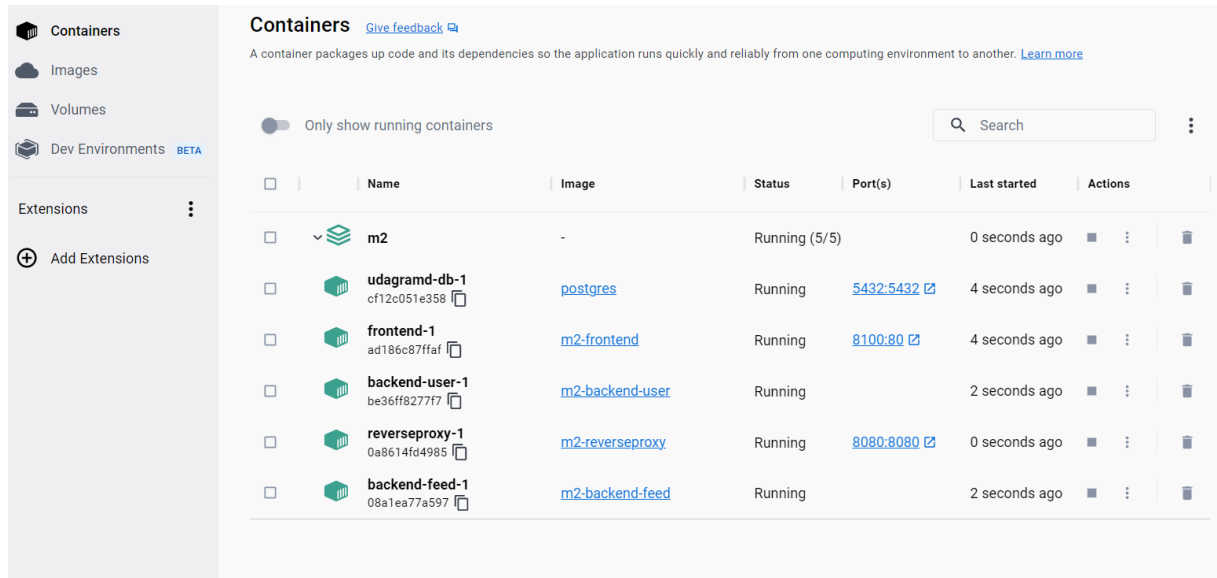 Containers
Images
Volumes
Dev Environments BETA
Extensions
Add Extensions
Containers Give feedback
A container packages up code and its dependencies so the application runs quickly and reliably from one computing environment to another. Learn more
Only show running containers
Search
Name Image Status Port(s) Last started Actions
m2 - Running (5/5) 0 seconds ago
udagramd-db-1
cf12c051e358
postgres Running 5432:5432 4 seconds ago
frontend-1
ad186c87ffaf
m2-frontend Running 8100:80 4 seconds ago
backend-user-1
be36ff8277f7
m2-backend-user Running 2 seconds ago
reverseproxy-1
0a8614fd4985
m2-reverseproxy Running 8080:8080 0 seconds ago
backend-feed-1
08a1ea77a597
m2-backend-feed Running 2 seconds ago